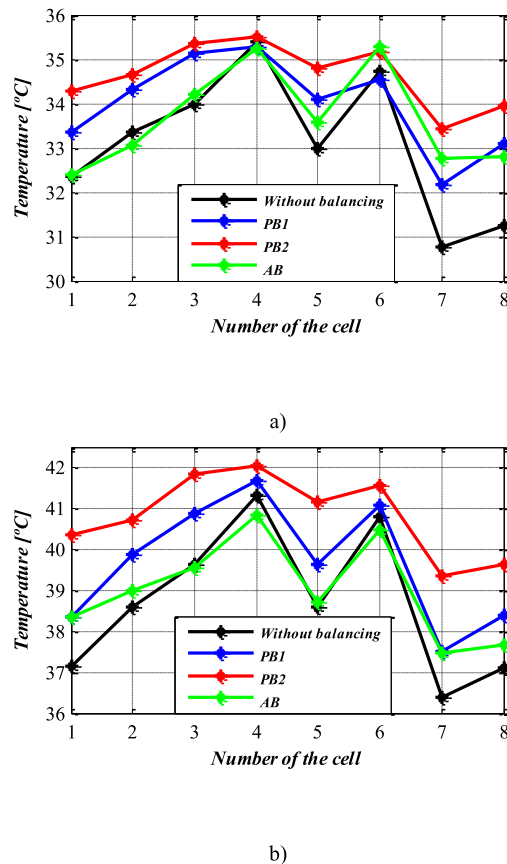 36
35
34
33
32
31
30
Temperature [ºC]
Without balancing
PB1
PB2
AB
1 2 3 4 5 6 7 8
Number of the cell
a)
42
41
40
39
38
37
36
Temperature [ºC]
Without balancing
PB1
PB2
AB
1 2 3 4 5 6 7 8
Number of the cell
b)